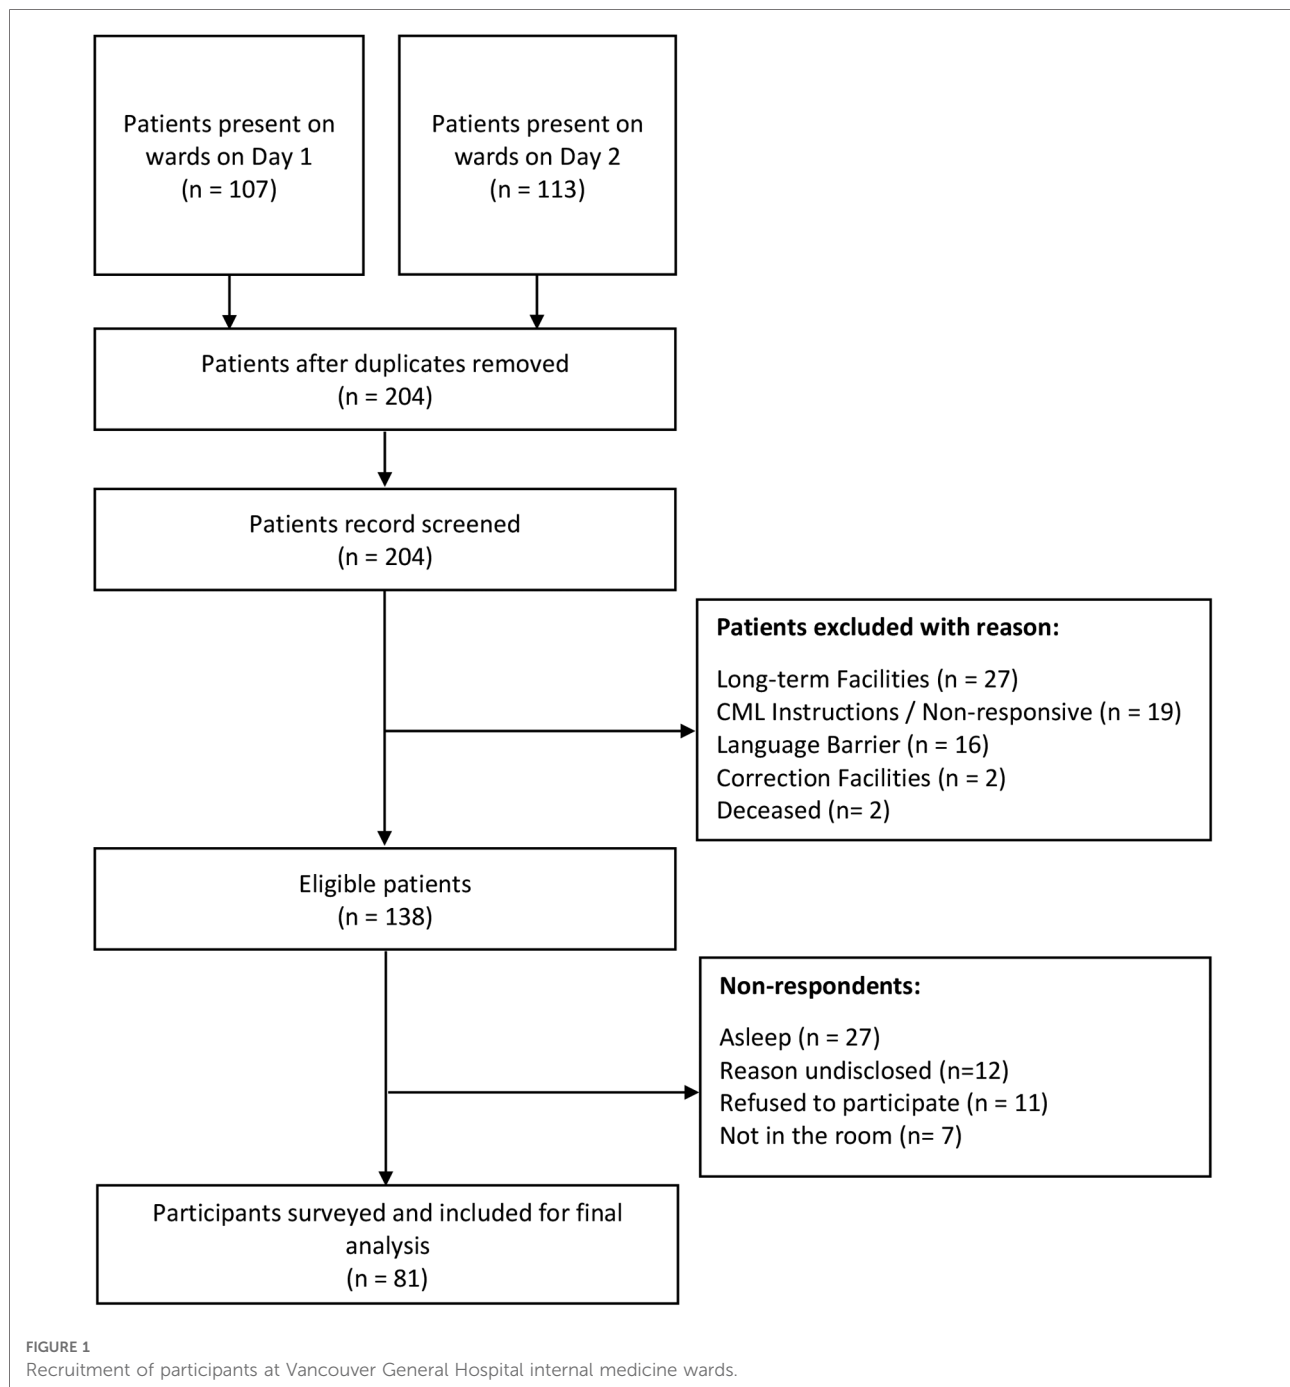 Patients present on
wards on Day 1
(n = 107)
Patients present on
wards on Day 2
(n = 113)
Patients after duplicates removed
(n = 204)
Patients record screened
(n = 204)
Patients excluded with reason:
Long-term Facilities (n = 27)
CML Instructions / Non-responsive (n = 19)
Language Barrier (n = 16)
Correction Facilities (n = 2)
Deceased (n= 2)
Eligible patients
(n = 138)
Non-respondents:
Asleep (n = 27)
Reason undisclosed (n=12)
Refused to participate (n = 11)
Not in the room (n= 7)
Participants surveyed and included for final
analysis
(n = 81)
FIGURE 1
Recruitment of participants at Vancouver General Hospital internal medicine wards.